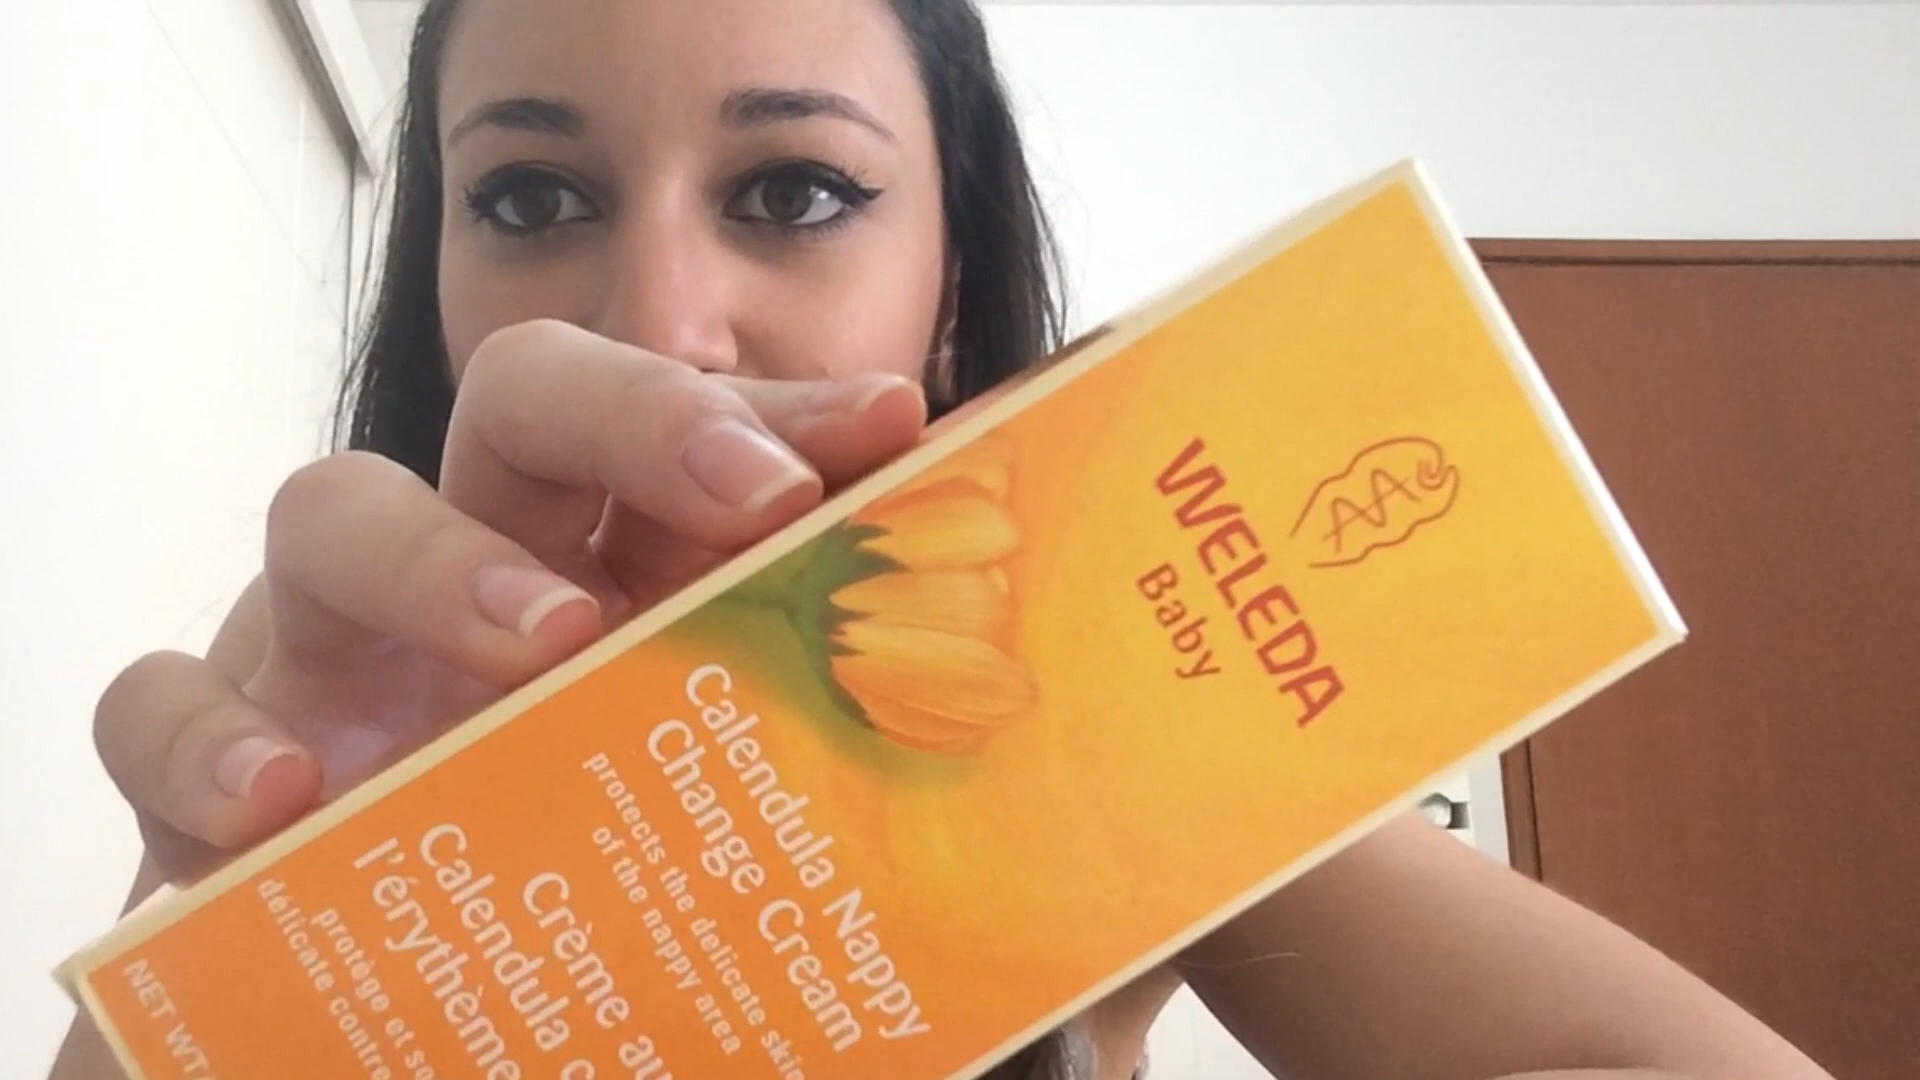 WELEDA
Baby
Calendula Nappy
Change Cream
protects the delicate skin
of the nappy area
Crème au
Calendula
l'érythème
protège et
délicate contre
NET WT/